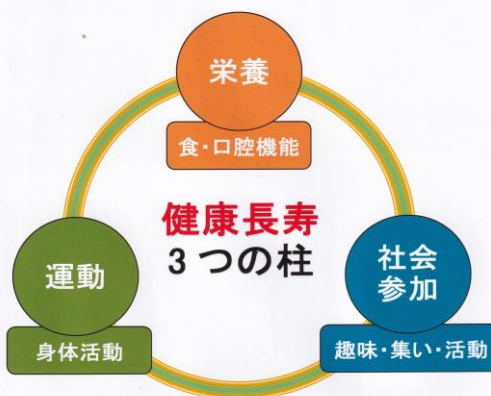 栄養
食・口腔機能
健康長寿
3つの柱
運動
身体活動
社会
参加
趣味・集い・活動